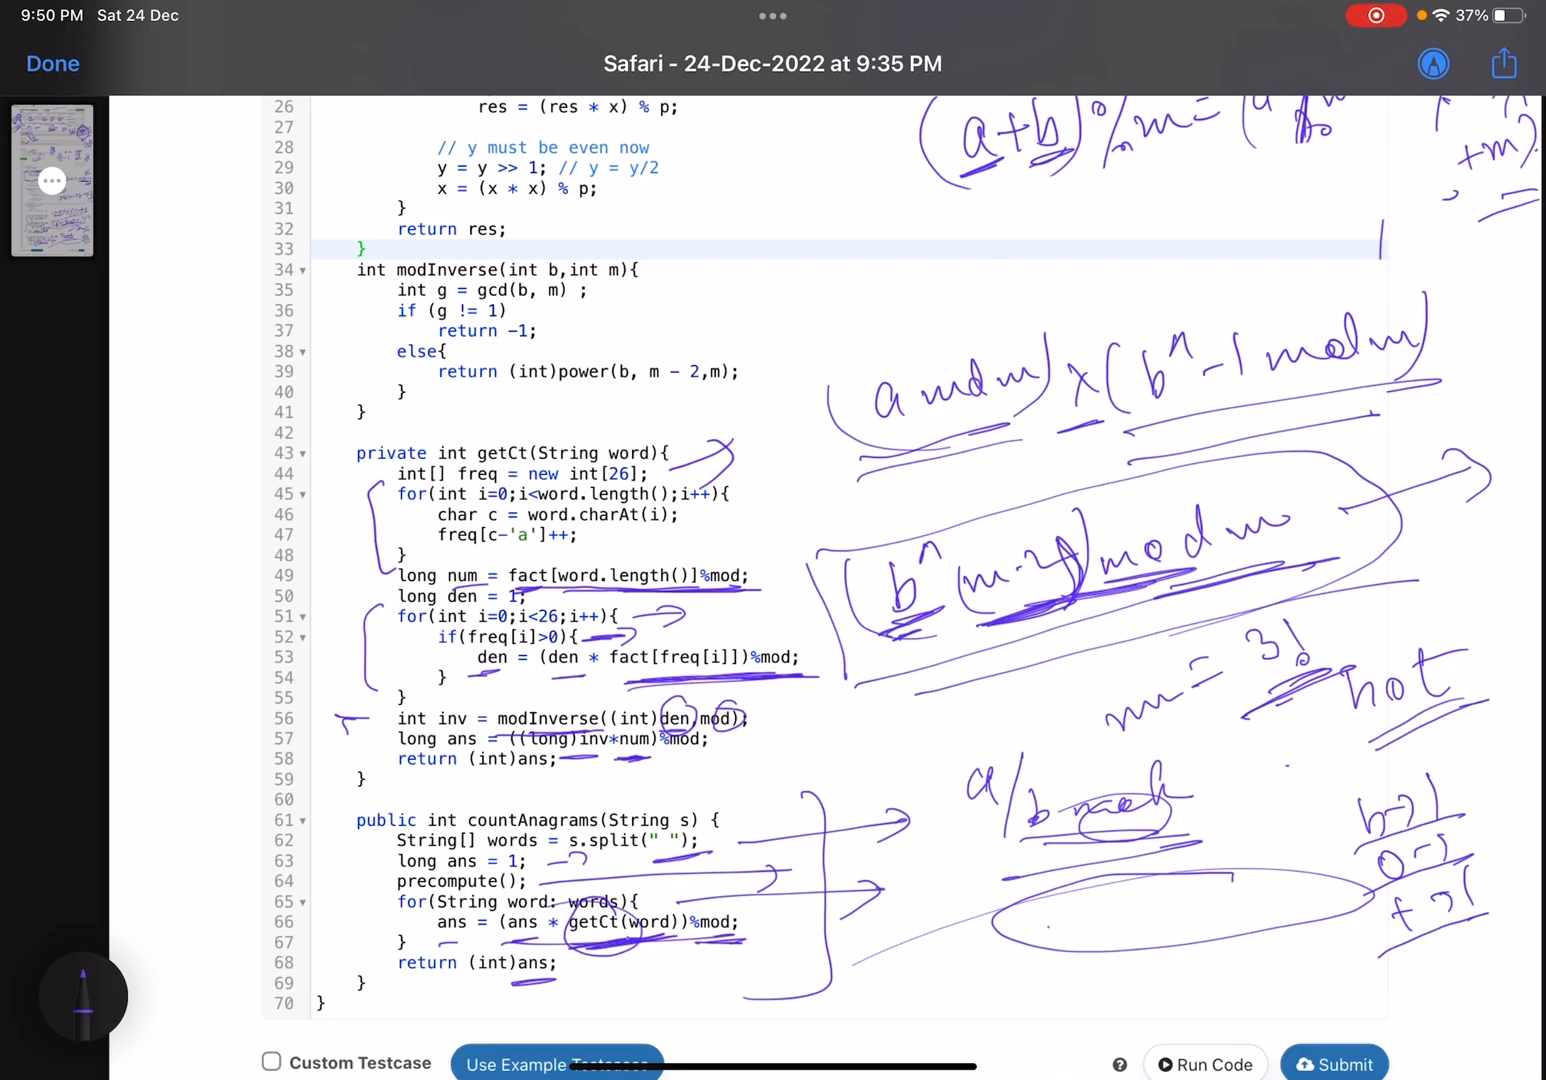 9:50 PM Sat 24 Dec
37%
Done
Safari - 24-Dec-2022 at 9:35 PM
26 res = (res * x) % p;
27
28 // y must be even now
29 y = y >> 1; // y = y/2
30 x = (x * x) % p;
31 }
32 return res;
33 }
34 int modInverse(int b,int m){
35 int g = gcd(b, m) ;
36 if (g != 1)
37 return -1;
38 else{
39 return (int)power(b, m - 2,m);
40 }
41 }
42
43 private int getCt(String word){
44 int[] freq = new int[26];
45 for(int i=0;i<word.length();i++){
46 char c = word.charAt(i);
47 freq[c-'a']++;
48 }
49 long num = fact[word.length()]%mod;
50 long den = 1;
51 for(int i=0;i<26;i++){
52 if(freq[i]>0){
53 den = (den * fact[freq[i]])%mod;
54 }
55 }
56 int inv = modInverse((int)den,mod);
57 long ans = ((long)inv*num)%mod;
58 return (int)ans;
59 }
60
61 public int countAnagrams(String s) {
62 String[] words = s.split(" ");
63 long ans = 1;
64 precompute();
65 for(String word: words){
66 ans = (ans * getCt(word))%mod;
67 }
68 return (int)ans;
69 }
70 }
(a+b)%m=
+m)
(a mod m) x (b^-1 mod m)
(b^(m-2)) mod m
= 3!
hot
a/b
b→1
Custom Testcase
Use Example
Run Code
Submit